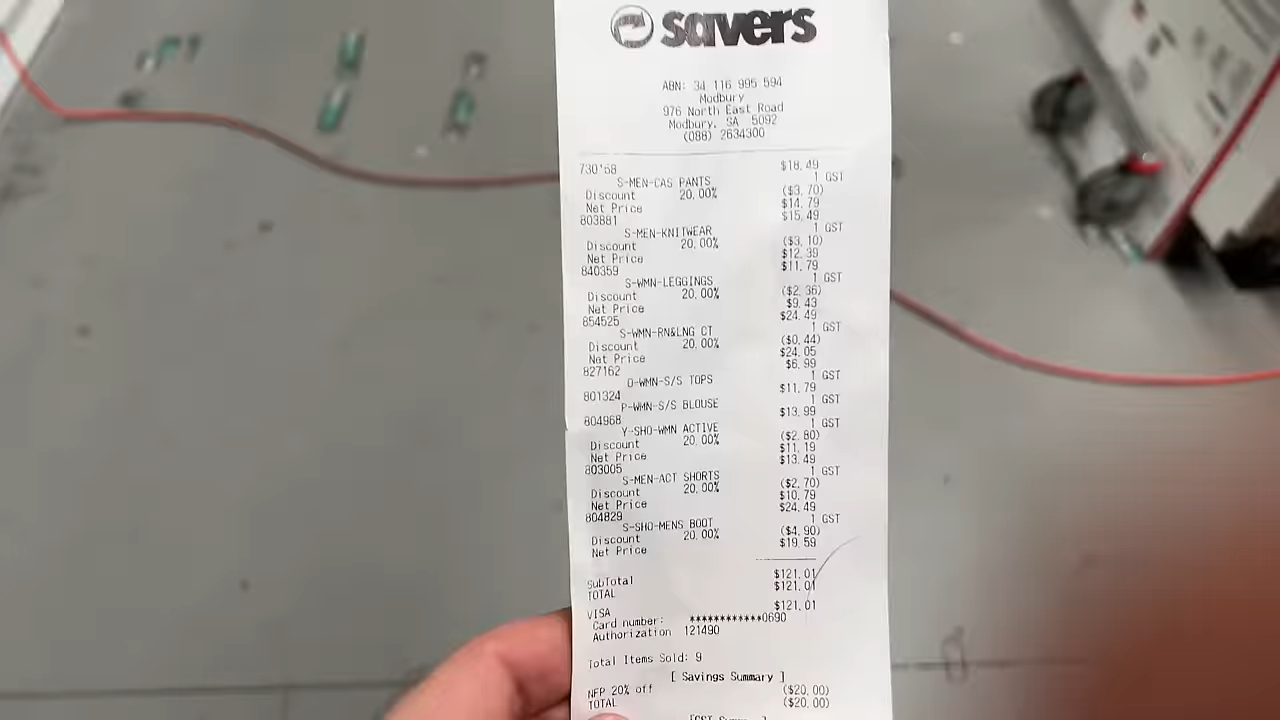 savers
ABN: 34 116 995 594
Modbury
976 North East Road
Modbury, SA 5092
(088) 2634300
730168 $18.49
S-MEN-CAS PANTS 1 GST
Discount 20.00% ($3.70)
Net Price $14.79
803881 $15.49
S-MEN-KNITWEAR 1 GST
Discount 20.00% ($3.10)
Net Price $12.39
840359 $11.79
S-WMN-LEGGINGS 1 GST
Discount 20.00% ($2.36)
Net Price $9.43
854525 $24.49
S-WMN-RN&LNG CT 1 GST
Discount 20.00% ($0.44)
Net Price $24.05
827162 $6.99
O-WMN-S/S TOPS 1 GST
801324 $11.79
P-WMN-S/S BLOUSE 1 GST
804968 $13.99
Y-SHO-WMN ACTIVE 1 GST
Discount 20.00% ($2.80)
Net Price $11.19
803005 $13.49
S-MEN-ACT SHORTS 1 GST
Discount 20.00% ($2.70)
Net Price $10.79
804829 $24.49
S-SHO-MENS BOOT 1 GST
Discount 20.00% ($4.90)
Net Price $19.59
SubTotal $121.01
TOTAL $121.01
VISA $121.01
Card number: ************0690
Authorization 121490
Total Items Sold: 9
[ Savings Summary ]
NFP 20% off ($20.00)
TOTAL ($20.00)